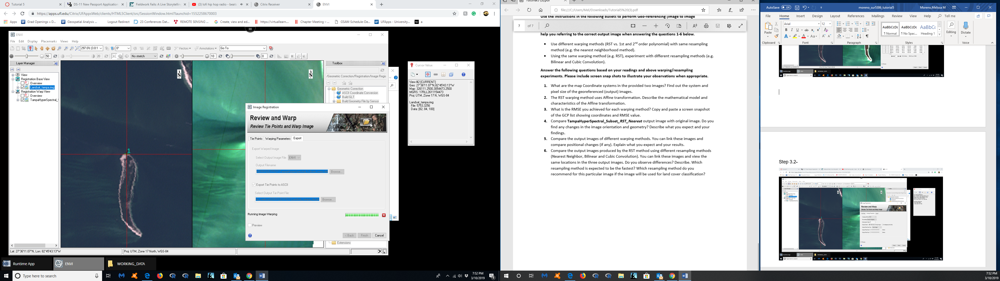 Tutorial 5
DS-11 New Passport Application
Fieldwork Fails: A Live Storytelling
(3) lofi hip hop radio - beats
Citrix Receiver
ENVI
https://apps.ufl.edu/Citrix/UFAppsWeb/clients/HTML5Client/src/SessionWindow.html?launchid=1552258670003
Apps
Grad Openings » D...
Geospatial Analysis ...
Logout Redirect
23 Conferences Dat...
REMOTE SENSING ...
Create, view and ed...
https://virtuallearn...
Chapter Meeting – ...
GSAW-Schedule-De...
UFApps - University...
a
ENVI
File Edit Display Placemarks Views Help
297.0% (3.0:1
0°
Vectors
Annotations
Go To
50
20
No stretch
10
0
Layer Manager
View
Registration Base View
Overview
Landsat_tampa.img
Registration Warp View
Overview
TampaHyperSpectral_S
N
N
1
Toolbox
/Geometric Correction/Registration/Image Regis
Geometric Correction
ASCII Coordinate Conversion
Build GLT
Build Geometry File by Sensor
Extensions
Image Registration
Review and Warp
Review Tie Points and Warp Image
Tie Points Warping Parameters Export
Export Warped Image
Select Output Image File: ENVI
Output Filename
Browse...
Export Tie Points to ASCII
Select Output Tie Point File:
Browse...
Running Image Warping
Preview
< Back Finish Cancel
Lat: 27°36'11.07"N, Lon: 82°45'43.13"W
Proj: UTM, Zone 17 North, WGS-84
Cursor Value
View #2 [CURRENT]
Geo: 27°36'11.07"N,82°45'43.13"W
Map: 326111.2500,3054473.2500
MGRS: 17RLL2611154473
Proj: UTM, Zone 17 N, WGS-84
Landsat_tampa.img
File: 5753,3256
Data: [82, 84, 100]
Runtime App
ENVI
WORKING_DATA
Type here to search
7:52 PM
3/10/2019
Tutorial5 (3).pdf
file:///C:/Users/Mel/Downloads/Tutorial5%20(3).pdf
Use the instructions in the following bullets to perform Geo-referencing (Image to Image
7 of 7
help you referring to the correct output image when answering the questions 1-6 below.
• Use different warping methods (RST vs. 1st and 2nd order polynomial) with same resampling
method (e.g. the nearest neighborhood method).
• Using the same warping method (e.g. RST), experiment with different resampling methods (e.g.
Bilinear and Cubic Convolution).
Answer the following questions based on your readings and above warping/resampling
experiments. Please include screen snap shots to illustrate your observations when appropriate.
1. What are the map Coordinate systems in the provided two images? Find out the system and
pixel size of the georeferenced (output) images.
2. The RST warping method uses Affine transformation. Describe the mathematical model and
characteristics of the Affine transformation.
3. What is the RMSE you achieved for each warping method? Copy and paste a screen snapshot
of the GCP list showing coordinates and RMSE value.
4. Compare TampaHyperSpectral_Subset_RST_Nearest output image with original image. Do you
find any changes in the image orientation and geometry? Describe what you expect and your
findings.
5. Compare the output images of different warping methods. You can link these images and
compare positional changes (if any). Explain what you expect and your results.
6. Compare the output images produced by the RST method using different resampling methods
(Nearest Neighbor, Bilinear and Cubic Convolution). You can link these images and view the
same locations in the three output images. Do you observe differences? Describe. Which
resampling method is expected to be the fastest? Which resampling method do you
recommend for this particular image if the image will be used for land cover classification?
AutoSave Off
moreno_sur5386_tutorial5
Moreno,Melissa M
File Home Insert Design Layout References Mailings Review View Help Tell me
Paste
Arial
12
AaBbCcDc AaBbCcDc AaBbCc
Normal No Spac... Heading 1
Editing
Dictate
Clipboard Font Paragraph Styles Voice
Step 3.2-
Review and Warp
7:52 PM
3/10/2019